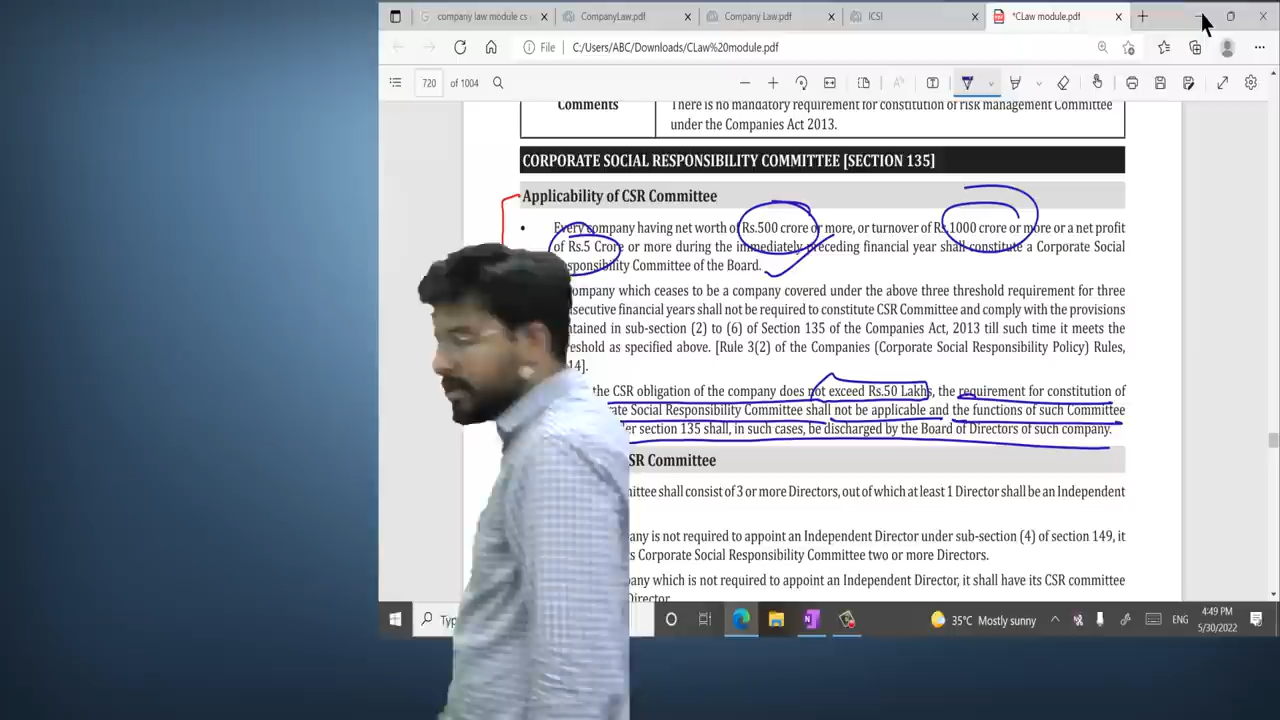 company law module cs
CompanyLaw.pdf
Company Law.pdf
ICSI
*CLaw module.pdf
File
C:/Users/ABC/Downloads/CLaw%20module.pdf
720 of 1004
Comments
There is no mandatory requirement for constitution of risk management Committee
under the Companies Act 2013.
CORPORATE SOCIAL RESPONSIBILITY COMMITTEE [SECTION 135]
Applicability of CSR Committee
• Every company having net worth of Rs.500 crore or more, or turnover of Rs.1000 crore or more or a net profit
of Rs.5 Crore or more during the immediately preceding financial year shall constitute a Corporate Social
sponsibility Committee of the Board.
ompany which ceases to be a company covered under the above three threshold requirement for three
secutive financial years shall not be required to constitute CSR Committee and comply with the provisions
ntained in sub-section (2) to (6) of Section 135 of the Companies Act, 2013 till such time it meets the
eshold as specified above. [Rule 3(2) of the Companies (Corporate Social Responsibility Policy) Rules,
14].
the CSR obligation of the company does not exceed Rs.50 Lakhs, the requirement for constitution of
rate Social Responsibility Committee shall not be applicable and the functions of such Committee
er section 135 shall, in such cases, be discharged by the Board of Directors of such company.
SR Committee
ittee shall consist of 3 or more Directors, out of which at least 1 Director shall be an Independent
any is not required to appoint an Independent Director under sub-section (4) of section 149, it
s Corporate Social Responsibility Committee two or more Directors.
pany which is not required to appoint an Independent Director, it shall have its CSR committee
Director.
Typ
35°C Mostly sunny
ENG
4:49 PM
5/30/2022